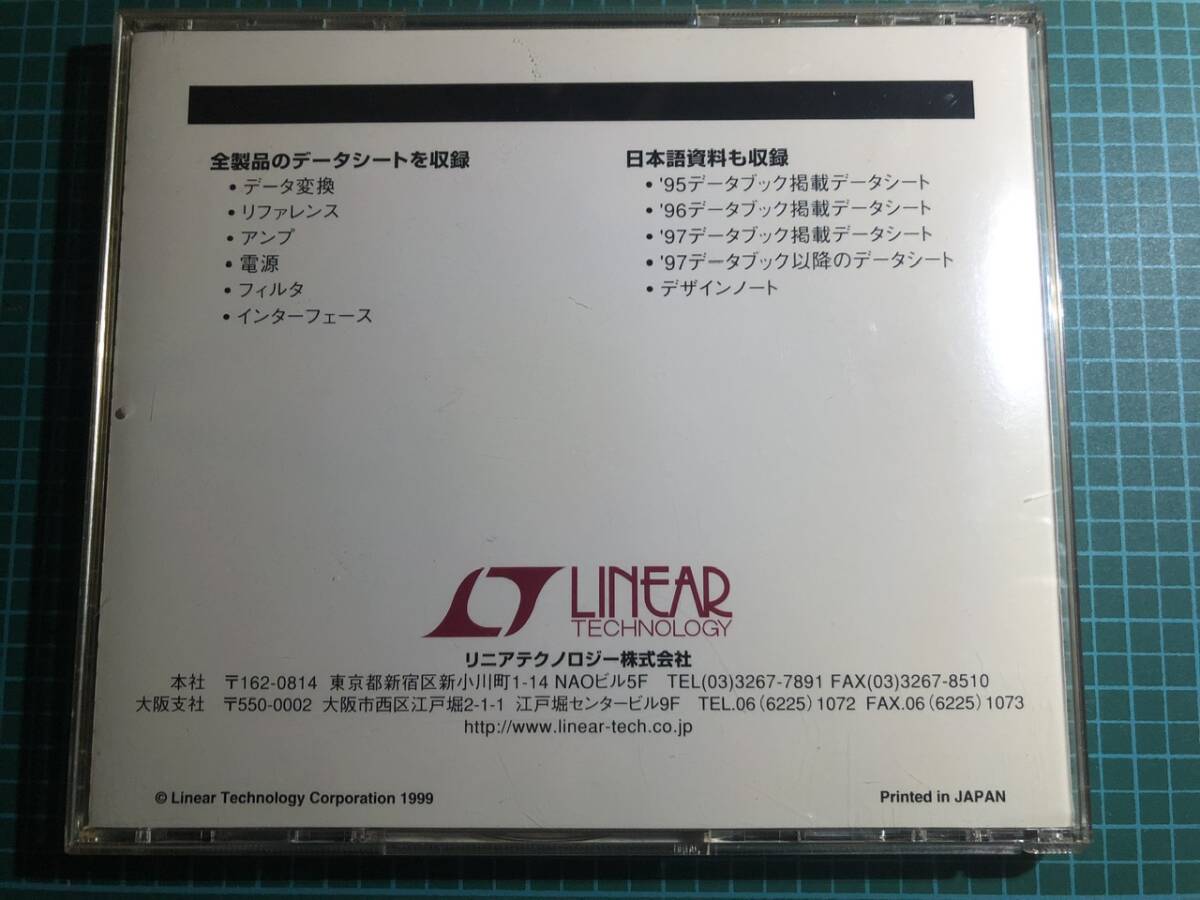 全製品のデータシートを収録
• データ変換
• リファレンス
• アンプ
• 電源
• フィルタ
• インターフェース
日本語資料も収録
• '95データブック掲載データシート
• '96データブック掲載データシート
• '97データブック掲載データシート
• '97データブック以降のデータシート
• デザインノート
LINEAR
TECHNOLOGY
リニアテクノロジー株式会社
本社 〒162-0814 東京都新宿区新小川町1-14 NAOビル5F TEL(03)3267-7891 FAX(03)3267-8510
大阪支社 〒550-0002 大阪市西区江戸堀2-1-1 江戸堀センタービル9F TEL.06(6225)1072 FAX.06(6225)1073
http://www.linear-tech.co.jp
© Linear Technology Corporation 1999
Printed in JAPAN